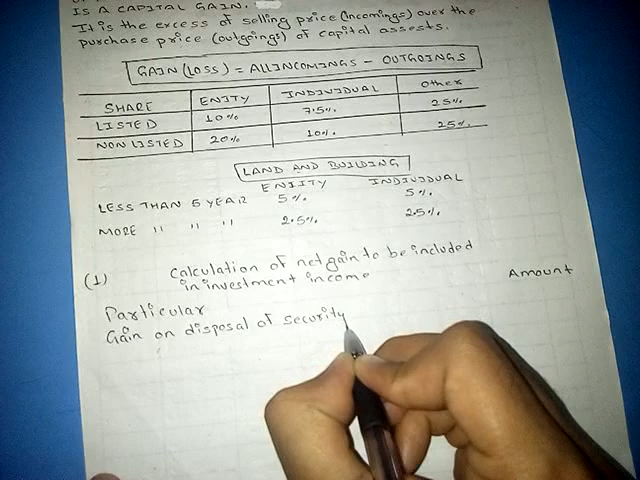 IS A CAPITAL GAIN.
It is the excess of selling price (incomings) over the
purchase price (outgoings) of capital assests.
GAIN (LOSS) = ALL INCOMINGS - OUTGOINGS
SHARE ENITY INDIVIDUAL Other
LISTED 10% 7.5% 25%
NON LISTED 20% 10% 25%
LAND AND BUILDING
ENTITY INDIVIDUAL
LESS THAN 5 YEAR 5% 5%
MORE " " " 2.5% 2.5%
(1) Calculation of net gain to be included
in investment income
Particular Amount
Gain on disposal of security